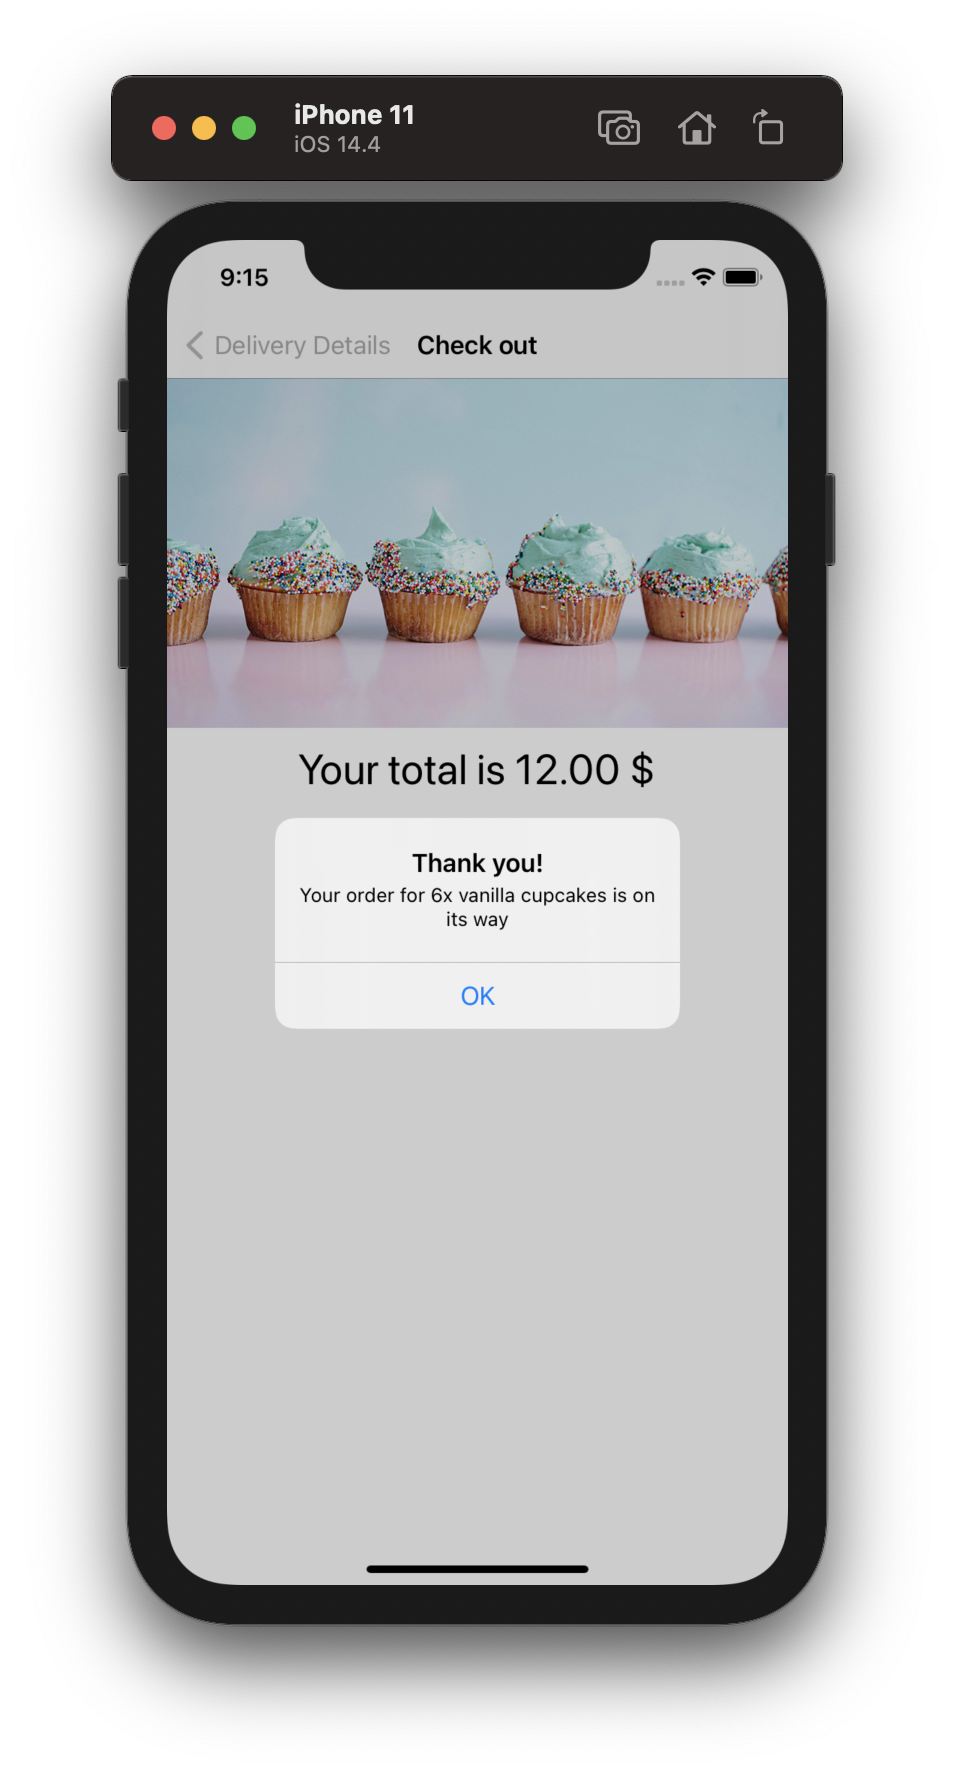 iPhone 11
iOS 14.4
9:15
Delivery Details Check out
Your total is 12.00 $
Thank you!
Your order for 6x vanilla cupcakes is on
its way
OK